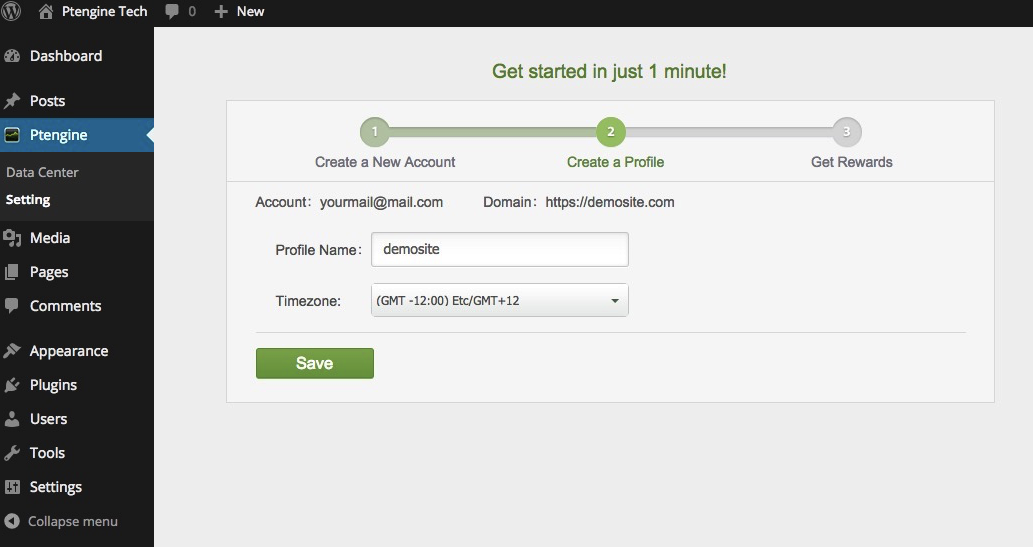 Ptengine Tech 0 New
Dashboard
Posts
Ptengine
Data Center
Setting
Media
Pages
Comments
Appearance
Plugins
Users
Tools
Settings
Collapse menu
Get started in just 1 minute!
1 2 3
Create a New Account Create a Profile Get Rewards
Account: yourmail@mail.com Domain: https://demosite.com
Profile Name: demosite
Timezone: (GMT -12:00) Etc/GMT+12
Save